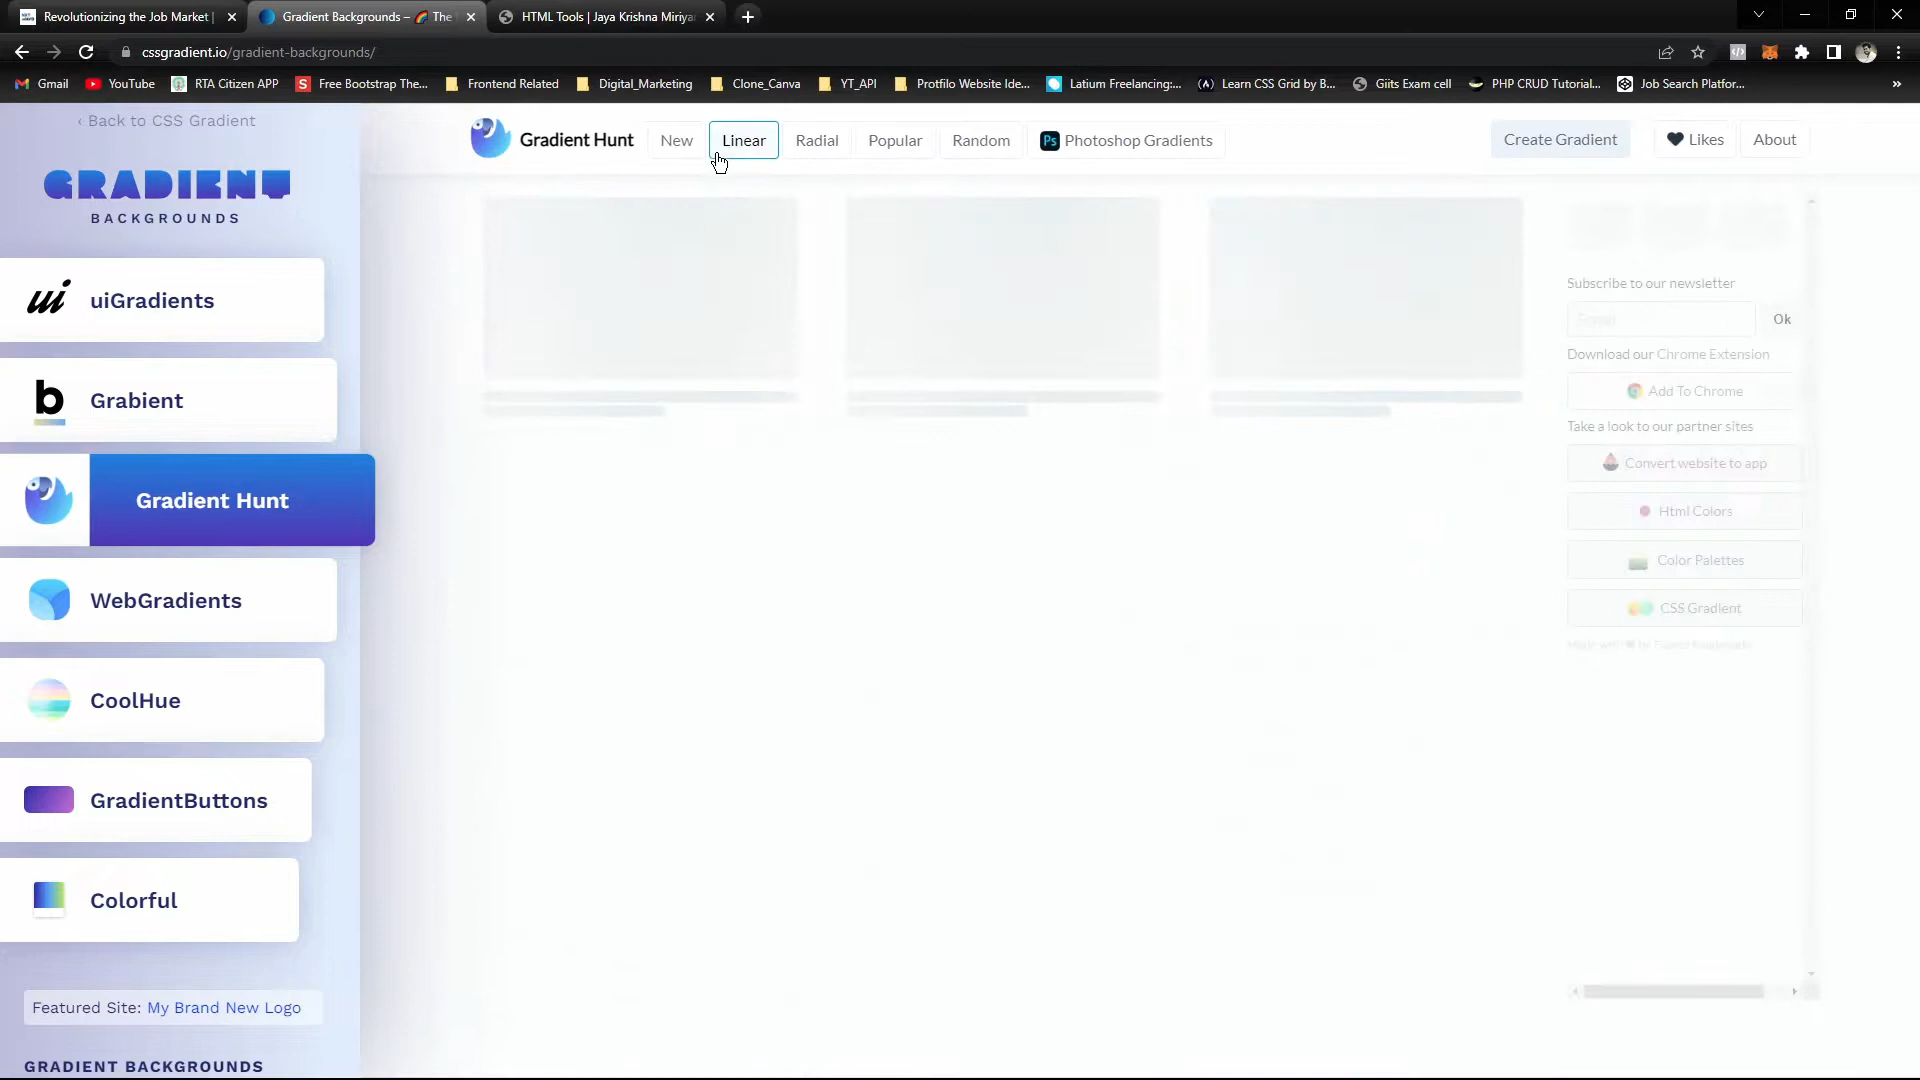 Revolutionizing the Job Market |
Gradient Backgrounds – 🌈 The
HTML Tools | Jaya Krishna Miriya
cssgradient.io/gradient-backgrounds/
Gmail
YouTube
RTA Citizen APP
Free Bootstrap The...
Frontend Related
Digital_Marketing
Clone_Canva
YT_API
Protfilo Website Ide...
Latium Freelancing:...
Learn CSS Grid by B...
Giits Exam cell
PHP CRUD Tutorial...
Job Search Platfor...
»
‹ Back to CSS Gradient
GRADIENT
BACKGROUNDS
ui uiGradients
b Grabient
Gradient Hunt
WebGradients
CoolHue
GradientButtons
Colorful
Featured Site: My Brand New Logo
GRADIENT BACKGROUNDS
Gradient Hunt
New
Linear
Radial
Popular
Random
Ps Photoshop Gradients
Create Gradient
Likes
About
Subscribe to our newsletter
Email
Ok
Download our Chrome Extension
Add To Chrome
Take a look to our partner sites
Convert website to app
Html Colors
Color Palettes
CSS Gradient